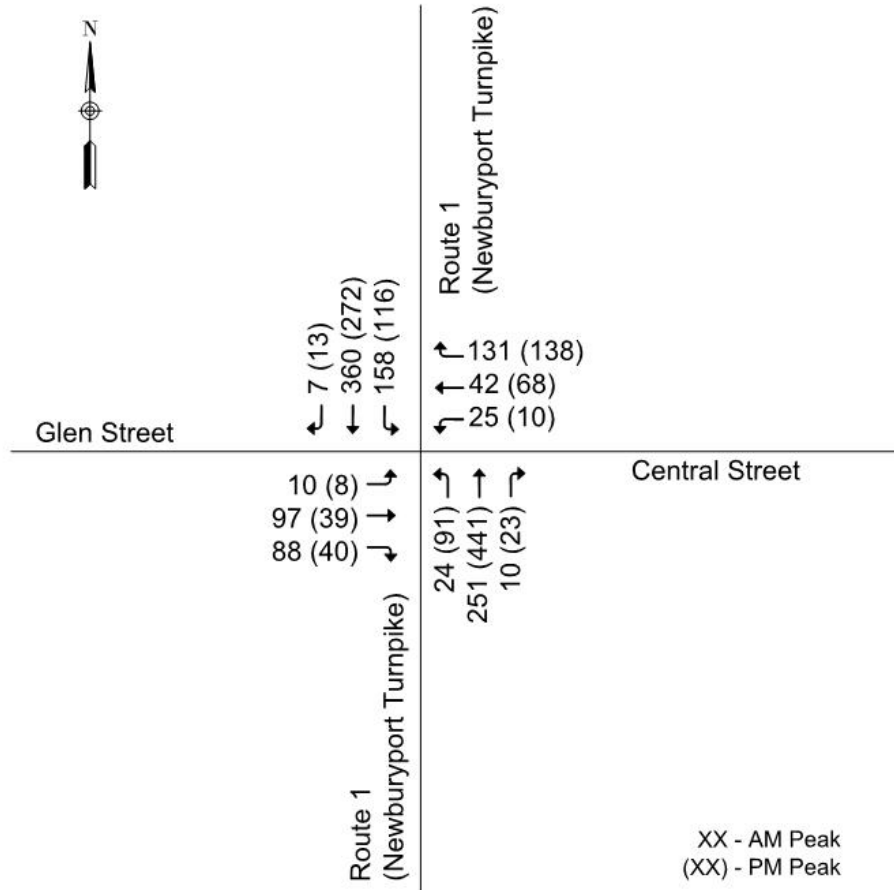 N
Route 1
(Newburyport Turnpike)
7 (13)
360 (272)
158 (116)
131 (138)
42 (68)
25 (10)
Glen Street
Central Street
10 (8)
97 (39)
88 (40)
24 (91)
251 (441)
10 (23)
Route 1
(Newburyport Turnpike)
XX - AM Peak
(XX) - PM Peak